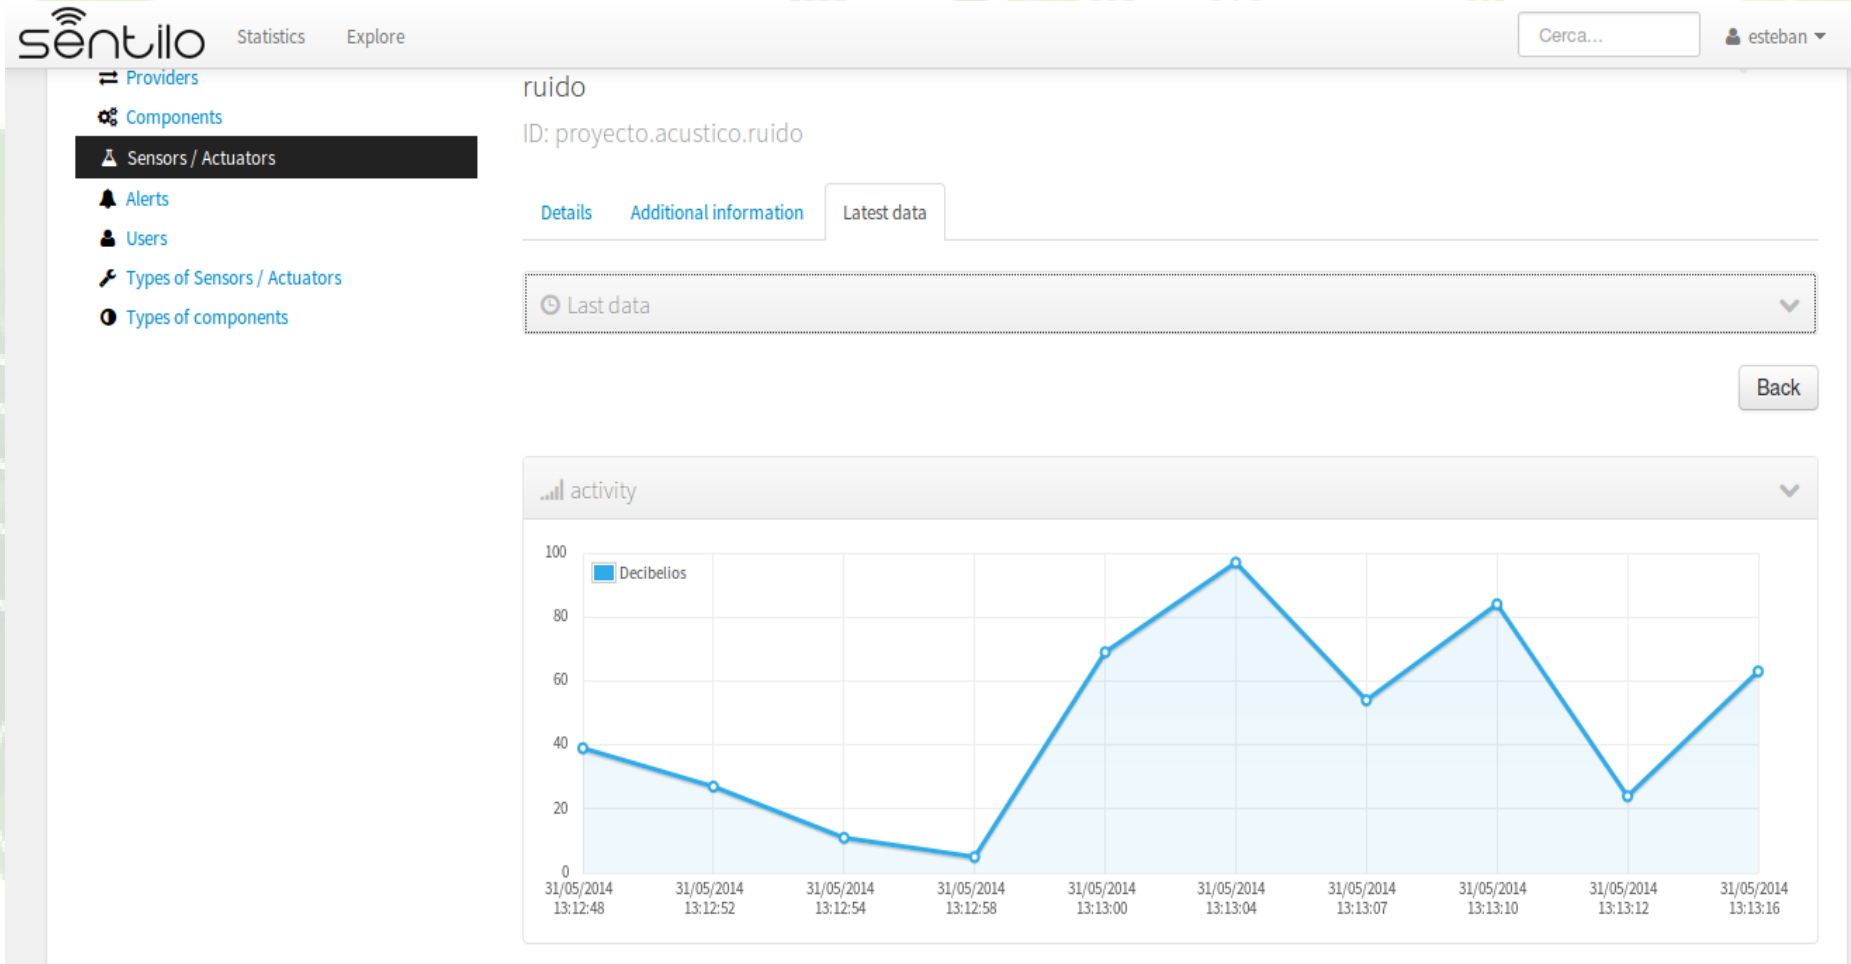 sentilo
Statistics Explore
Cerca...
esteban
Providers
Components
Sensors / Actuators
Alerts
Users
Types of Sensors / Actuators
Types of components
ruido
ID: proyecto.acustico.ruido
Details Additional information Latest data
Last data
Back
activity
Decibelios
100
80
60
40
20
0
31/05/2014 31/05/2014 31/05/2014 31/05/2014 31/05/2014 31/05/2014 31/05/2014 31/05/2014 31/05/2014 31/05/2014
13:12:48 13:12:52 13:12:54 13:12:58 13:13:00 13:13:04 13:13:07 13:13:10 13:13:12 13:13:16